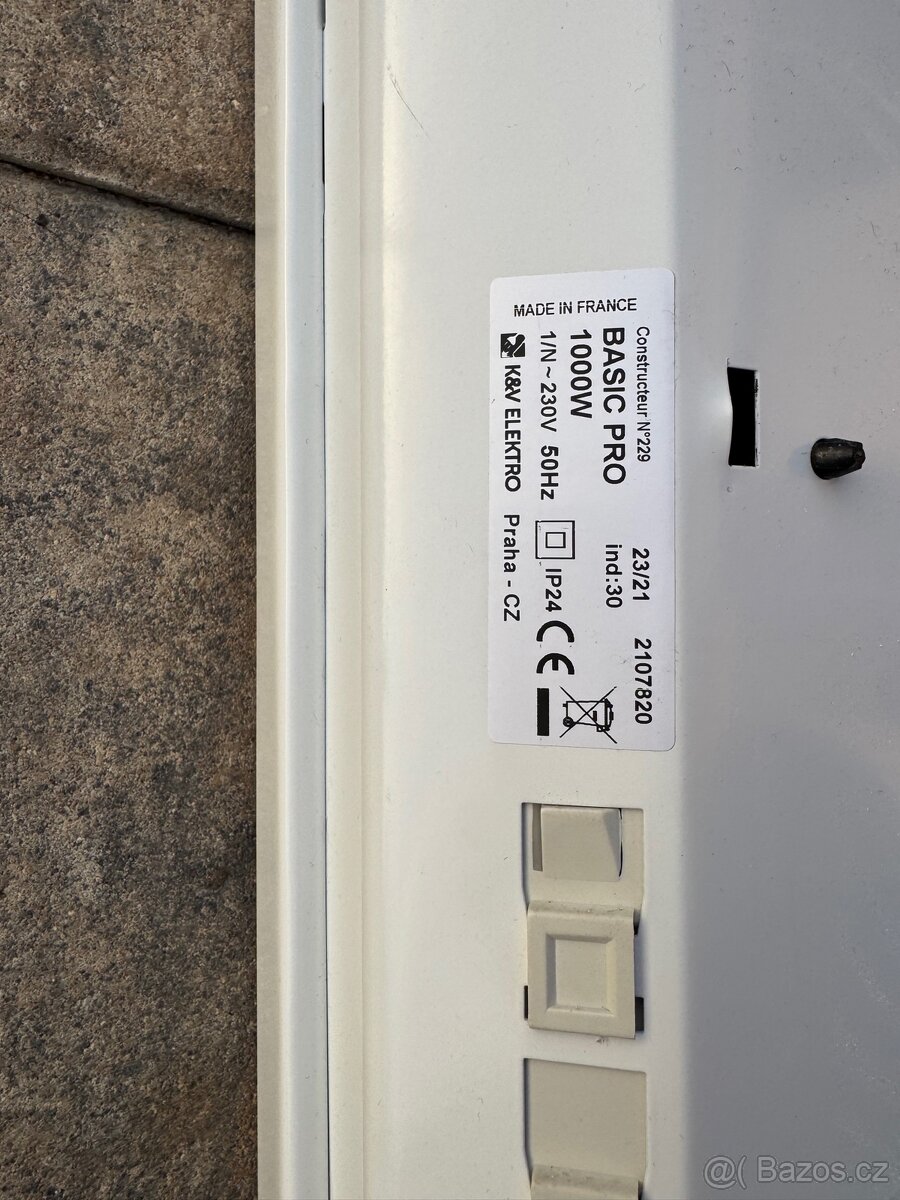 MADE IN FRANCE
Constructeur N°229
BASIC PRO
23/21
2107820
1000W
ind:30
1/N ~ 230V 50Hz
IP24 CE
K&V ELEKTRO Praha - CZ
@( Bazos.cz